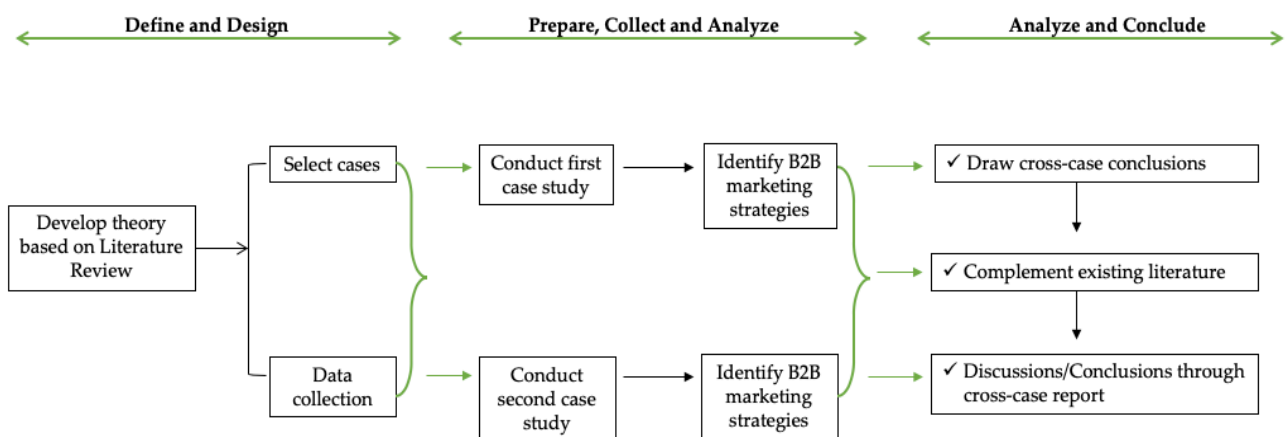 Define and Design
Prepare, Collect and Analyze
Analyze and Conclude
Develop theory
based on Literature
Review
Select cases
Data
collection
Conduct first
case study
Identify B2B
marketing
strategies
Conduct
second case
study
Identify B2B
marketing
strategies
✓ Draw cross-case conclusions
✓ Complement existing literature
✓ Discussions/Conclusions through
cross-case report